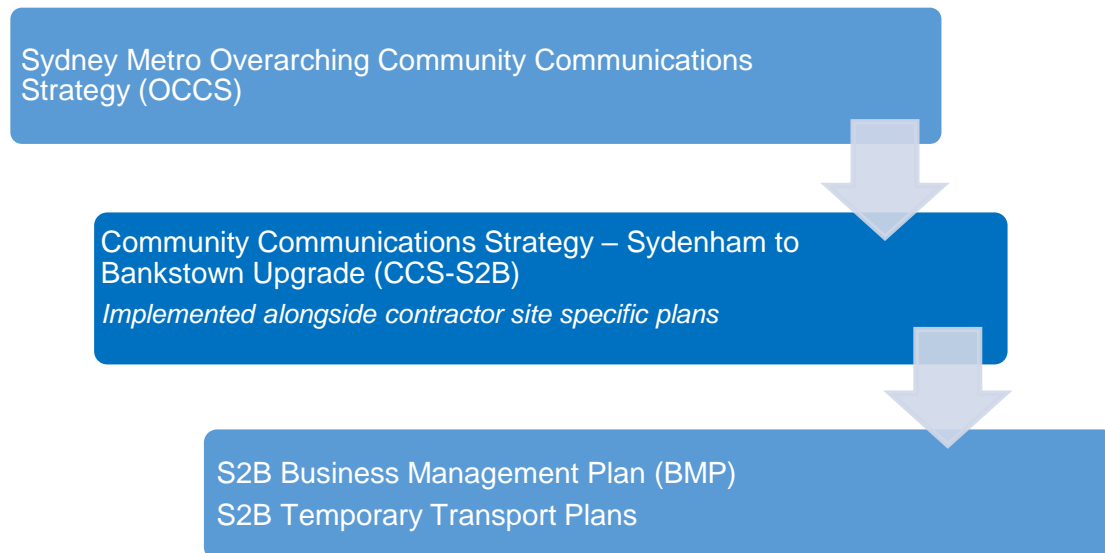 Sydney Metro Overarching Community Communications
Strategy (OCCS)
Community Communications Strategy – Sydenham to
Bankstown Upgrade (CCS-S2B)
Implemented alongside contractor site specific plans
S2B Business Management Plan (BMP)
S2B Temporary Transport Plans